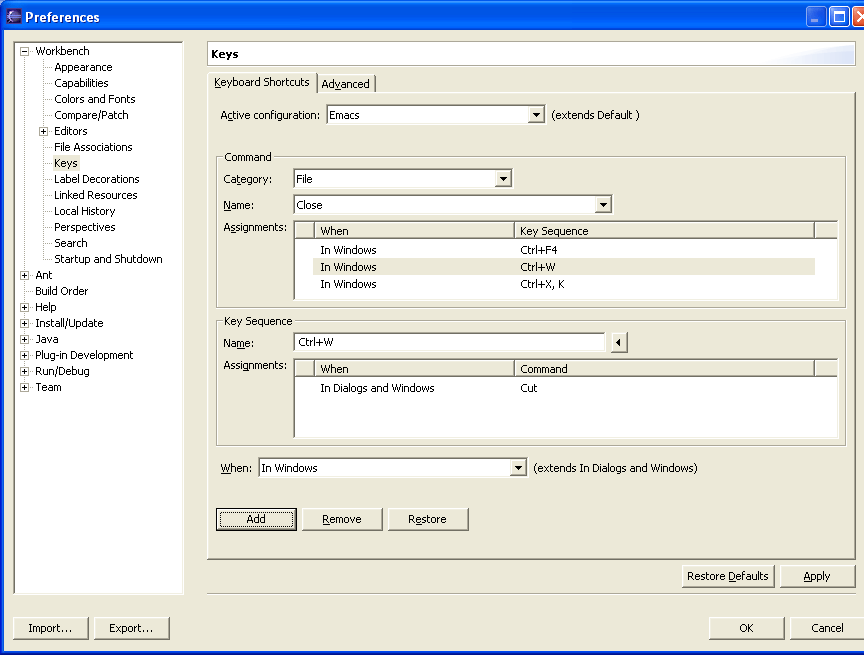 Preferences
Workbench
Appearance
Capabilities
Colors and Fonts
Compare/Patch
Editors
File Associations
Keys
Label Decorations
Linked Resources
Local History
Perspectives
Search
Startup and Shutdown
Ant
Build Order
Help
Install/Update
Java
Plug-in Development
Run/Debug
Team
Keys
Keyboard Shortcuts Advanced
Active configuration: Emacs (extends Default )
Command
Category: File
Name: Close
Assignments: When Key Sequence
In Windows Ctrl+F4
In Windows Ctrl+W
In Windows Ctrl+X, K
Key Sequence
Name: Ctrl+W
Assignments: When Command
In Dialogs and Windows Cut
When: In Windows (extends In Dialogs and Windows)
Add Remove Restore
Restore Defaults Apply
Import... Export... OK Cancel